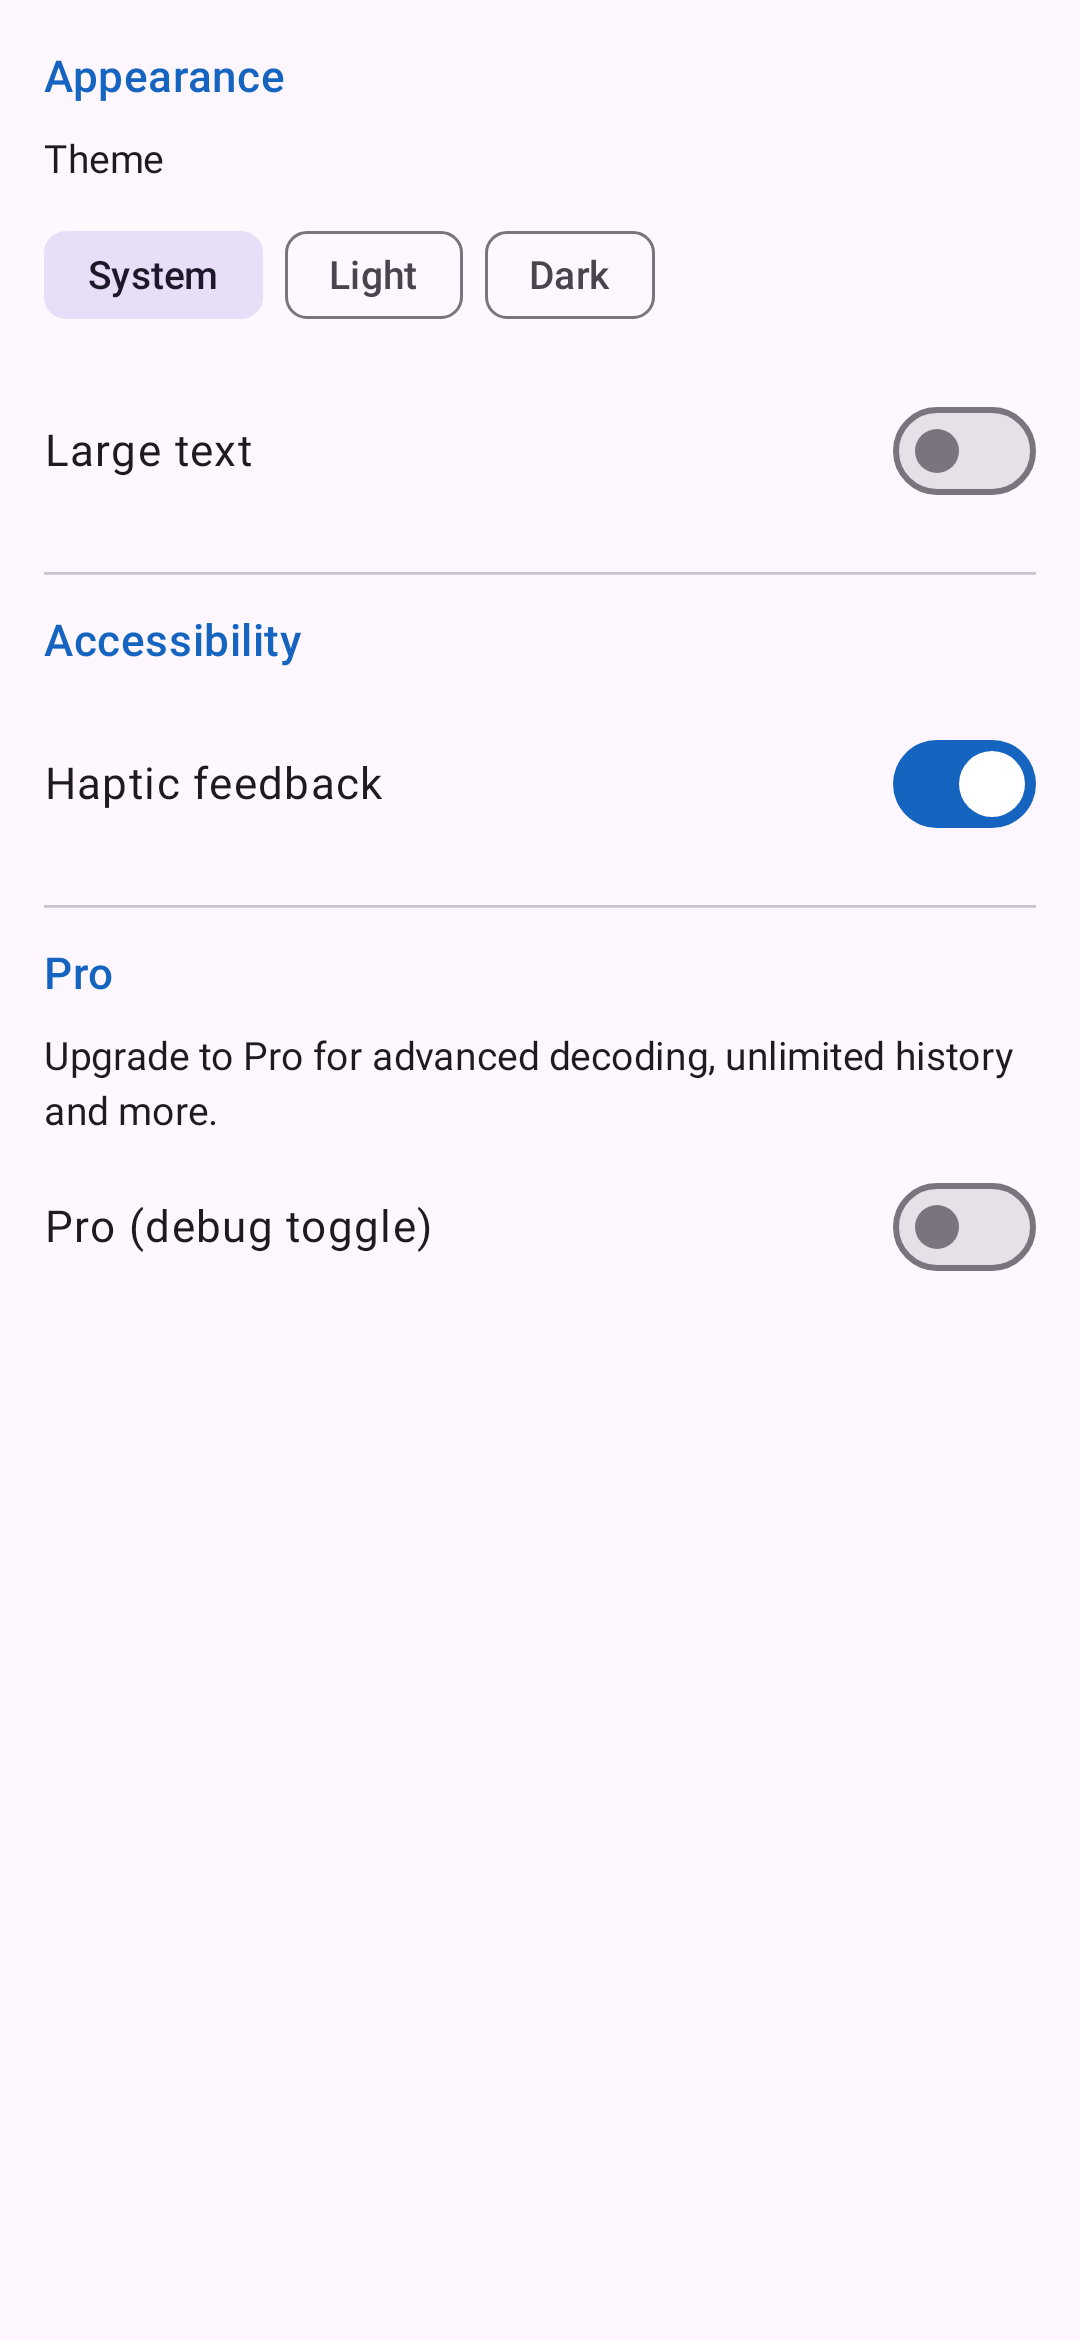 Appearance
Theme
System Light Dark
Large text
Accessibility
Haptic feedback
Pro
Upgrade to Pro for advanced decoding, unlimited history
and more.
Pro (debug toggle)